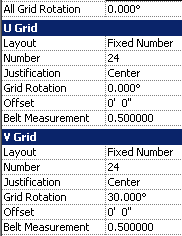 All Grid Rotation 0.000°
U Grid
Layout Fixed Number
Number 24
Justification Center
Grid Rotation 0.000°
Offset 0' 0"
Belt Measurement 0.500000
V Grid
Layout Fixed Number
Number 24
Justification Center
Grid Rotation 30.000°
Offset 0' 0"
Belt Measurement 0.500000